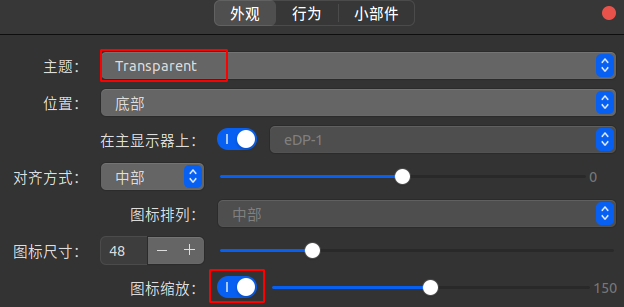 外观 行为 小部件
主题: Transparent
位置: 底部
在主显示器上: eDP-1
对齐方式: 中部 0
图标排列: 中部
图标尺寸: 48 − +
图标缩放: 150